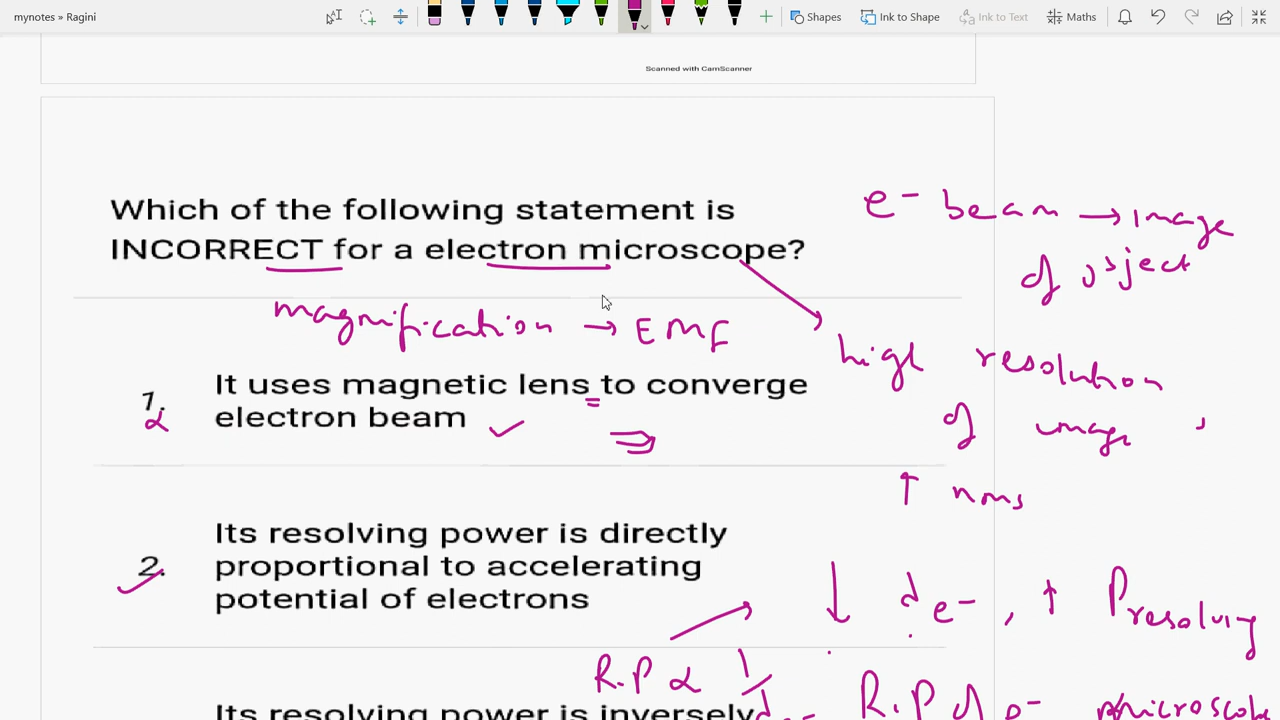 mynotes » Ragini
Shapes
Ink to Shape
Ink to Text
Maths
Scanned with CamScanner
Which of the following statement is
INCORRECT for a electron microscope?
e- beam → Image
of object
magnification → EMF
high resolution
of image ,
1.
It uses magnetic lens to converge
electron beam
↑ nms
2.
Its resolving power is directly
proportional to accelerating
potential of electrons
↓ λe- , ↑ Presolving
R.P α 1/λ
R.P of e- microscope
Its resolving power is inversely